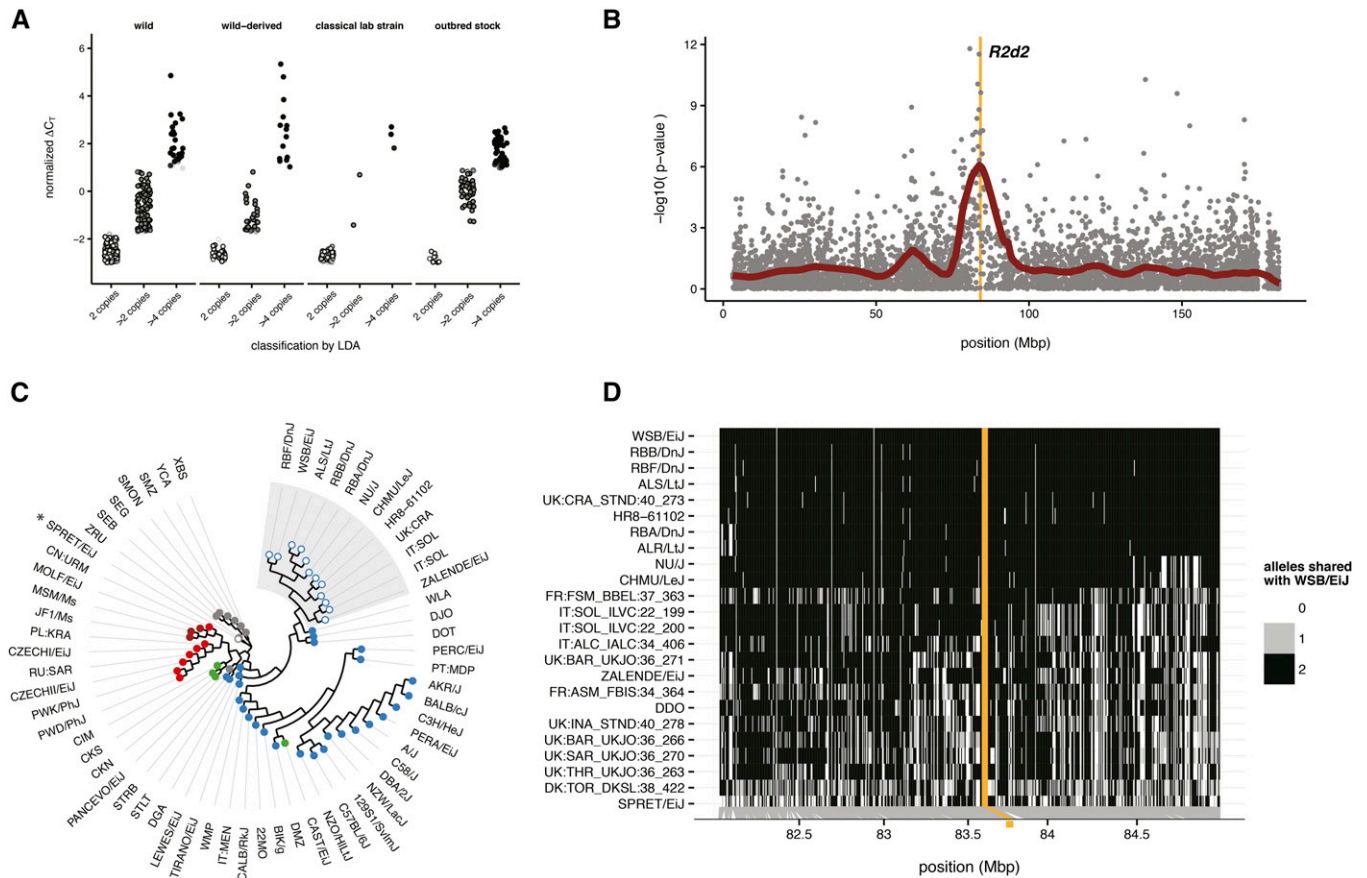 A
wild
wild−derived
classical lab strain
outbred stock
normalized ΔCT
6
4
2
0
−2
2 copies
>2 copies
>4 copies
2 copies
>2 copies
>4 copies
2 copies
>2 copies
>4 copies
2 copies
>2 copies
>4 copies
classification by LDA
B
R2d2
−log10( p−value )
12
9
6
3
0
0
50
100
150
position (Mbp)
C
RBF/DnJ
WSB/EiJ
ALS/LtJ
RBB/DnJ
RBA/DnJ
NU/J
CHMU/LeJ
HR8−61102
UK:CRA
IT:SOL
IT:SOL
ZALENDE/EiJ
WLA
DJO
DOT
PERC/EiJ
PT:MDP
AKR/J
BALB/cJ
C3H/HeJ
PERA/EiJ
A/J
C58/J
DBA/2J
NZW/LacJ
129S1/SvImJ
C57BL/6J
NZO/HILtJ
CAST/EiJ
DMZ
BIK/g
22MO
CALB/RkJ
IT:MEN
WMP
TIRANO/EiJ
LEWES/EiJ
DGA
STLT
STRB
PANCEVO/EiJ
CKN
CKS
CIM
PWD/PhJ
PWK/PhJ
CZECHII/EiJ
RU:SAR
CZECHI/EiJ
PL:KRA
JF1/Ms
MSM/Ms
MOLF/EiJ
CN:URM
* SPRET/EiJ
ZRU
SEB
SEG
SMON
SMZ
YCA
XBS
D
WSB/EiJ
RBB/DnJ
RBF/DnJ
ALS/LtJ
UK:CRA_STND:40_273
HR8−61102
RBA/DnJ
ALR/LtJ
NU/J
CHMU/LeJ
FR:FSM_BBEL:37_363
IT:SOL_ILVC:22_199
IT:SOL_ILVC:22_200
IT:ALC_IALC:34_406
UK:BAR_UKJO:36_271
ZALENDE/EiJ
FR:ASM_FBIS:34_364
DDO
UK:INA_STND:40_278
UK:BAR_UKJO:36_266
UK:SAR_UKJO:36_270
UK:THR_UKJO:36_263
DK:TOR_DKSL:38_422
SPRET/EiJ
82.5
83
83.5
84
84.5
position (Mbp)
alleles shared
with WSB/EiJ
0
1
2